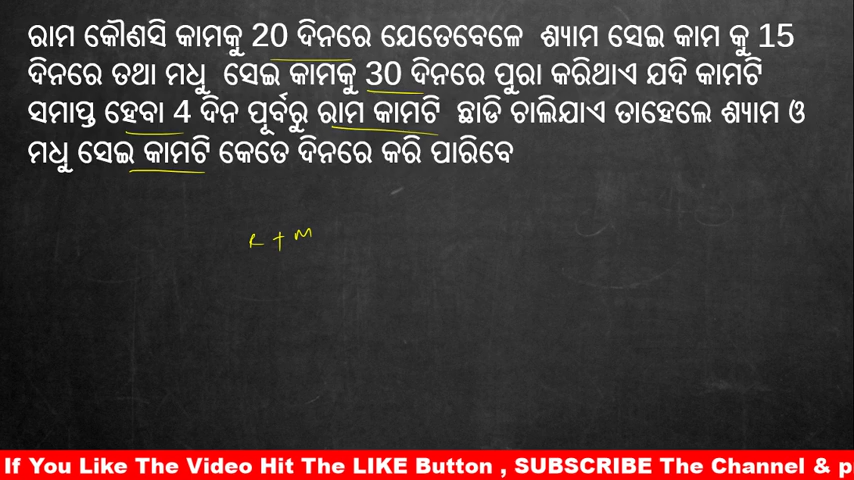 ରାମ କୌଣସି କାମକୁ 20 ଦିନରେ ଯେତେବେଳେ ଶ୍ୟାମ ସେଇ କାମ କୁ 15
ଦିନରେ ତଥା ମଧୁ ସେଇ କାମକୁ 30 ଦିନରେ ପୁରା କରିଥାଏ ଯଦି କାମଟି
ସମାପ୍ତ ହେବା 4 ଦିନ ପୂର୍ବରୁ ରାମ କାମଟି ଛାଡି ଚାଲିଯାଏ ତାହେଲେ ଶ୍ୟାମ ଓ
ମଧୁ ସେଇ କାମଟି କେତେ ଦିନରେ କରି ପାରିବେ
R + M
If You Like The Video Hit The LIKE Button , SUBSCRIBE The Channel & p